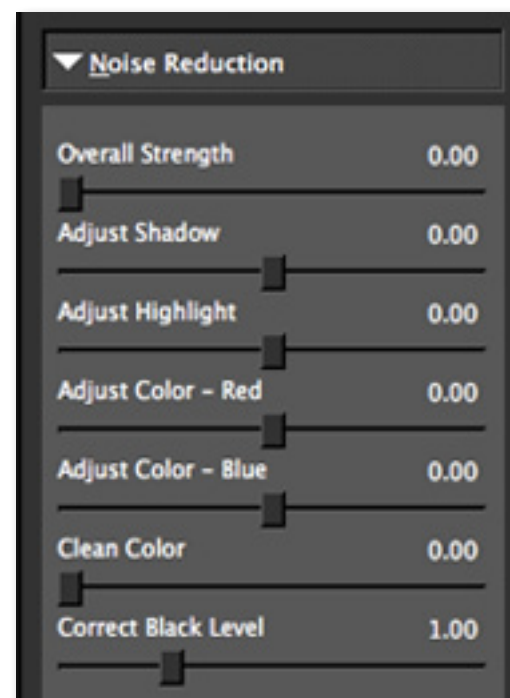 Noise Reduction
Overall Strength 0.00
Adjust Shadow 0.00
Adjust Highlight 0.00
Adjust Color – Red 0.00
Adjust Color – Blue 0.00
Clean Color 0.00
Correct Black Level 1.00